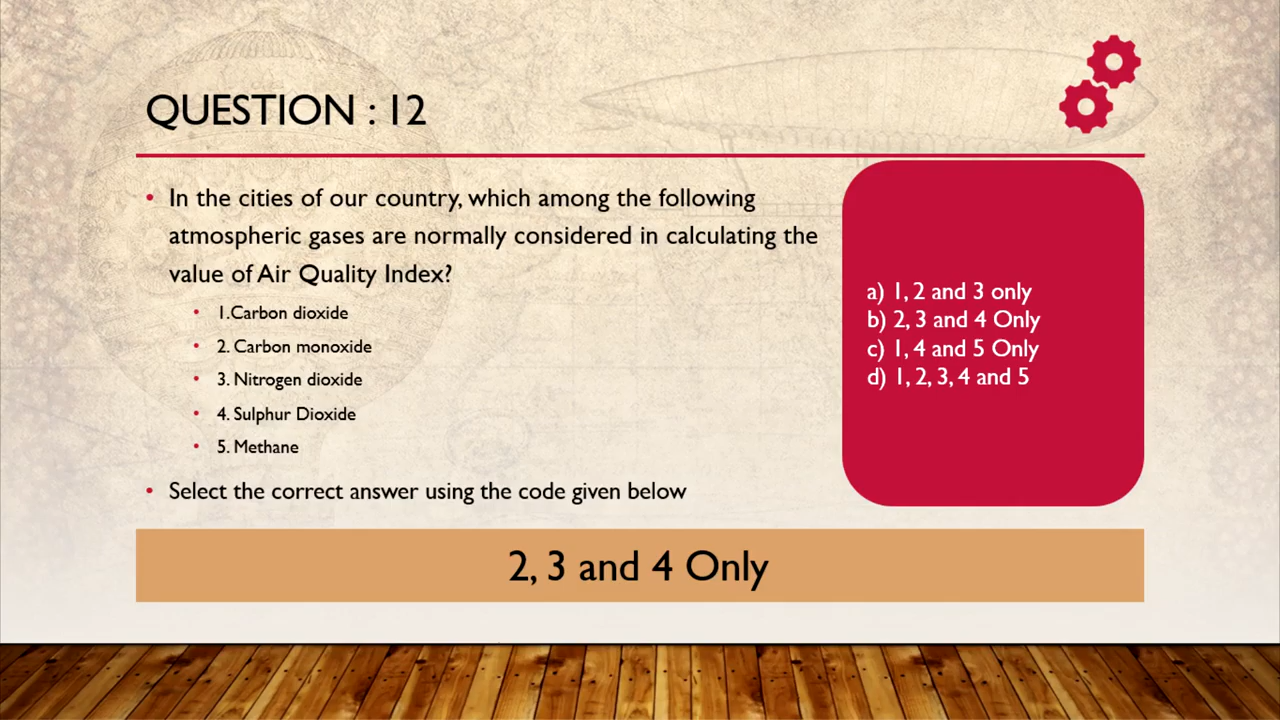 QUESTION : 12
• In the cities of our country, which among the following
atmospheric gases are normally considered in calculating the
value of Air Quality Index?
• 1.Carbon dioxide
• 2. Carbon monoxide
• 3. Nitrogen dioxide
• 4. Sulphur Dioxide
• 5. Methane
• Select the correct answer using the code given below
a) 1, 2 and 3 only
b) 2, 3 and 4 Only
c) 1, 4 and 5 Only
d) 1, 2, 3, 4 and 5
2, 3 and 4 Only